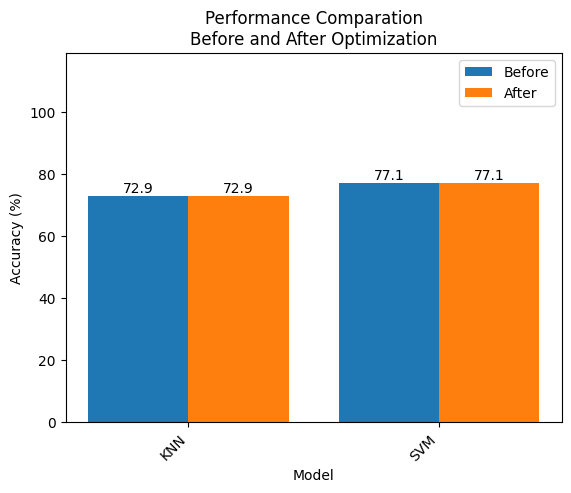 Performance Comparation
Before and After Optimization
Before
After
100
80
60
40
20
0
Accuracy (%)
72.9
72.9
77.1
77.1
KNN
SVM
Model